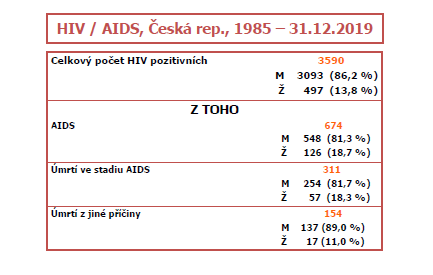 HIV / AIDS, Česká rep., 1985 – 31.12.2019
Celkový počet HIV pozitivních 3590
M 3093 (86,2 %)
Ž 497 (13,8 %)
Z TOHO
AIDS 674
M 548 (81,3 %)
Ž 126 (18,7 %)
Úmrtí ve stadiu AIDS 311
M 254 (81,7 %)
Ž 57 (18,3 %)
Úmrtí z jiné příčiny 154
M 137 (89,0 %)
Ž 17 (11,0 %)